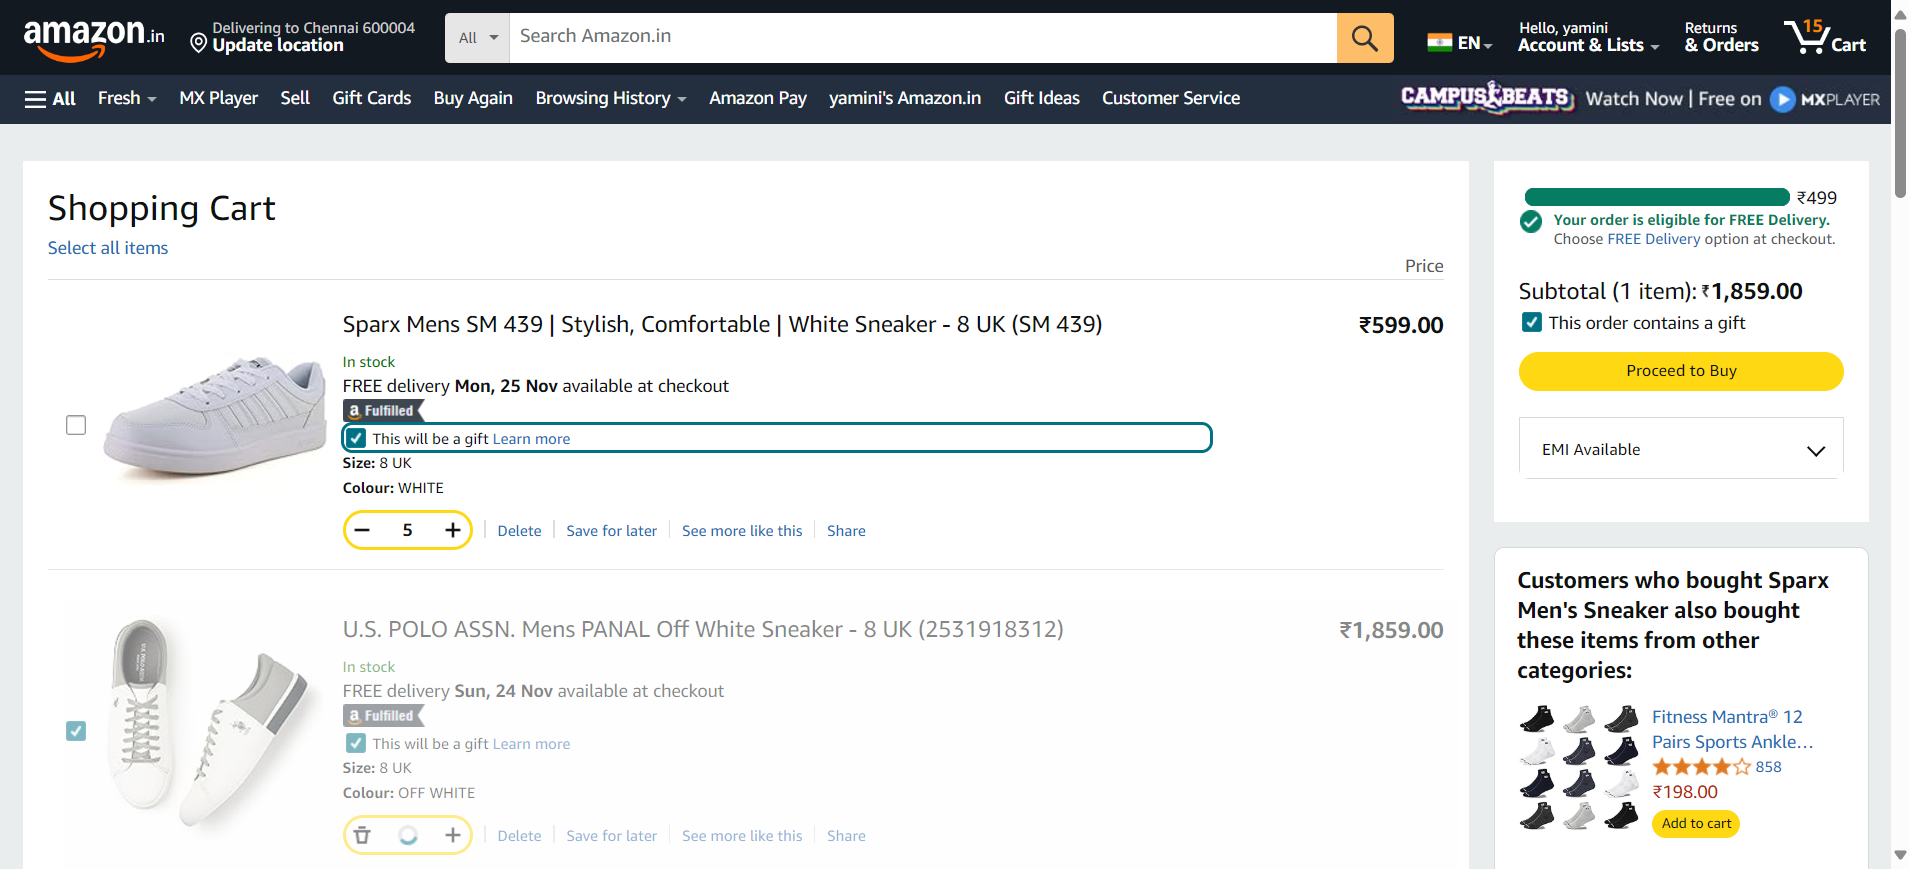 amazon.in
Delivering to Chennai 600004
Update location
All
Search Amazon.in
EN
Hello, yamini
Account & Lists
Returns
& Orders
15
Cart
All
Fresh
MX Player
Sell
Gift Cards
Buy Again
Browsing History
Amazon Pay
yamini's Amazon.in
Gift Ideas
Customer Service
CAMPUS BEATS Watch Now | Free on MXPLAYER
Shopping Cart
Select all items
Price
Sparx Mens SM 439 | Stylish, Comfortable | White Sneaker - 8 UK (SM 439)
₹599.00
In stock
FREE delivery Mon, 25 Nov available at checkout
a Fulfilled
This will be a gift Learn more
Size: 8 UK
Colour: WHITE
− 5 + Delete Save for later See more like this Share
U.S. POLO ASSN. Mens PANAL Off White Sneaker - 8 UK (2531918312)
₹1,859.00
In stock
FREE delivery Sun, 24 Nov available at checkout
a Fulfilled
This will be a gift Learn more
Size: 8 UK
Colour: OFF WHITE
+ Delete Save for later See more like this Share
₹499
Your order is eligible for FREE Delivery.
Choose FREE Delivery option at checkout.
Subtotal (1 item): ₹1,859.00
This order contains a gift
Proceed to Buy
EMI Available
Customers who bought Sparx
Men's Sneaker also bought
these items from other
categories:
Fitness Mantra® 12
Pairs Sports Ankle…
858
₹198.00
Add to cart